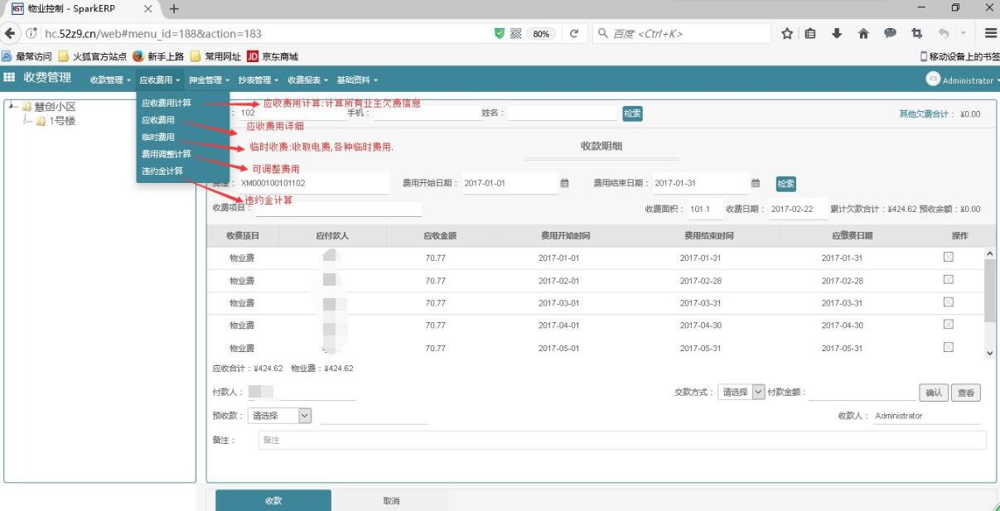 物业控制 - SparkERP
hc.52z9.cn/web#menu_id=188&action=183
80%
百度 <Ctrl+K>
最常访问 火狐官方站点 新手上路 常用网址 JD 京东商城 移动设备上的书签
收费管理 收款管理 应收费用 押金管理 抄表管理 收费报表 基础资料 Administrator
慧创小区
1号楼
应收费用计算
应收费用
临时费用
费用调整计算
违约金计算
应收费用计算:计算所有业主欠费信息
应收费用详细
临时收费:收取电费,各种临时费用.
可调整费用
违约金计算
: 102 手机: 姓名: 检索 其他欠费合计: ¥0.00
收款明细
XM000100101102 费用开始日期: 2017-01-01 费用结束日期: 2017-01-31 检索
收费项目: 收费面积: 101.1 收费日期: 2017-02-22 累计欠款合计:¥424.62 预收余额:¥0.00
收费项目 应付款人 应收金额 费用开始时间 费用结束时间 应缴费日期 操作
物业费 70.77 2017-01-01 2017-01-31 2017-01-31
物业费 70.77 2017-02-01 2017-02-28 2017-02-28
物业费 70.77 2017-03-01 2017-03-31 2017-03-31
物业费 70.77 2017-04-01 2017-04-30 2017-04-30
物业费 70.77 2017-05-01 2017-05-31 2017-05-31
应收合计:¥424.62 物业费:¥424.62
付款人: 交款方式: 请选择 付款金额: 确认 查看
预收款: 请选择 收款人: Administrator
备注: 备注
收款 取消